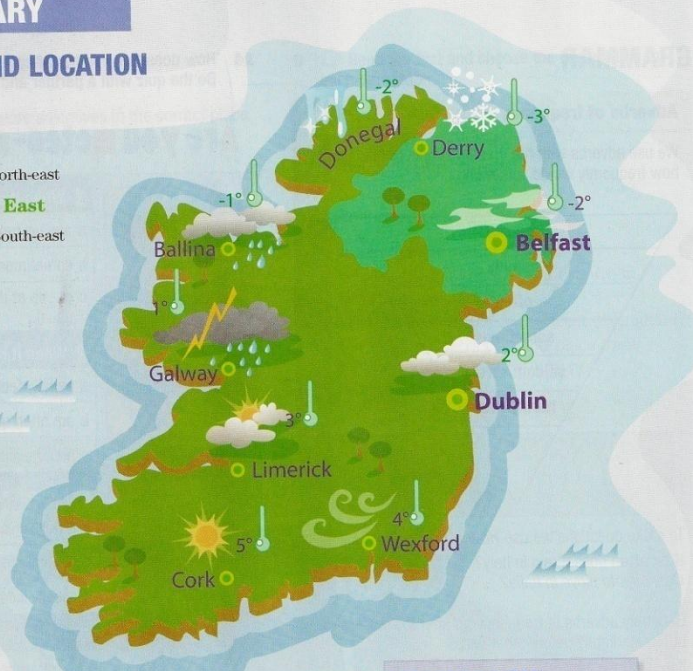 ARY
ND LOCATION
orth-east
East
outh-east
-2°
-3°
Donegal
Derry
-1°
-2°
Ballina
Belfast
1°
Galway
2°
Dublin
3°
Limerick
4°
5°
Wexford
Cork